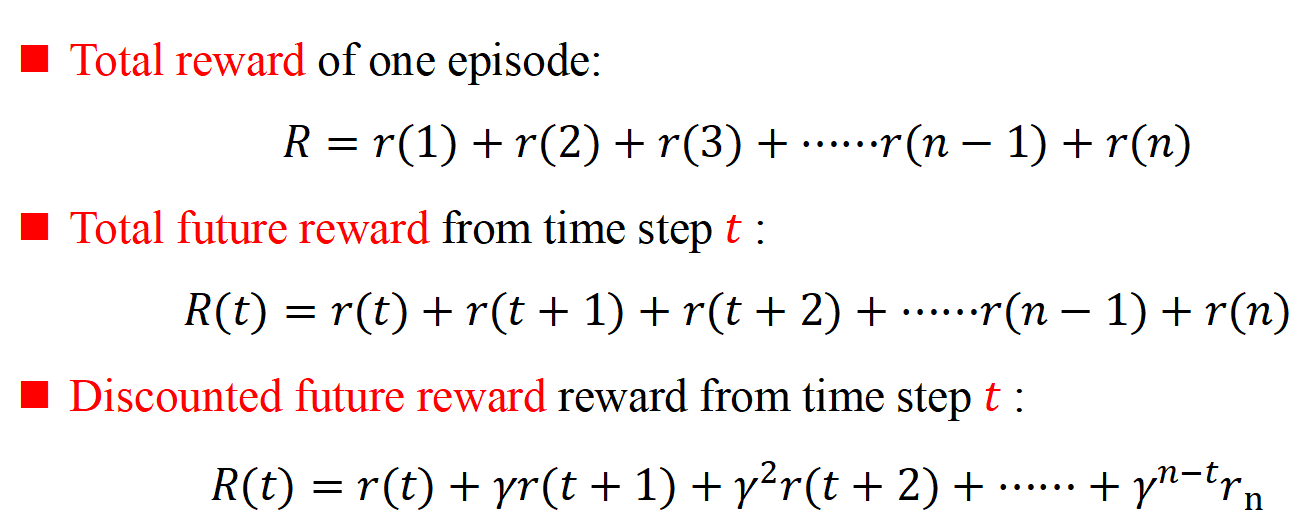 ■ Total reward of one episode:
R = r(1) + r(2) + r(3) + ⋯⋯r(n − 1) + r(n)
■ Total future reward from time step t :
R(t) = r(t) + r(t + 1) + r(t + 2) + ⋯⋯r(n − 1) + r(n)
■ Discounted future reward reward from time step t :
R(t) = r(t) + γr(t + 1) + γ²r(t + 2) + ⋯⋯ + γⁿ⁻ᵗrₙ